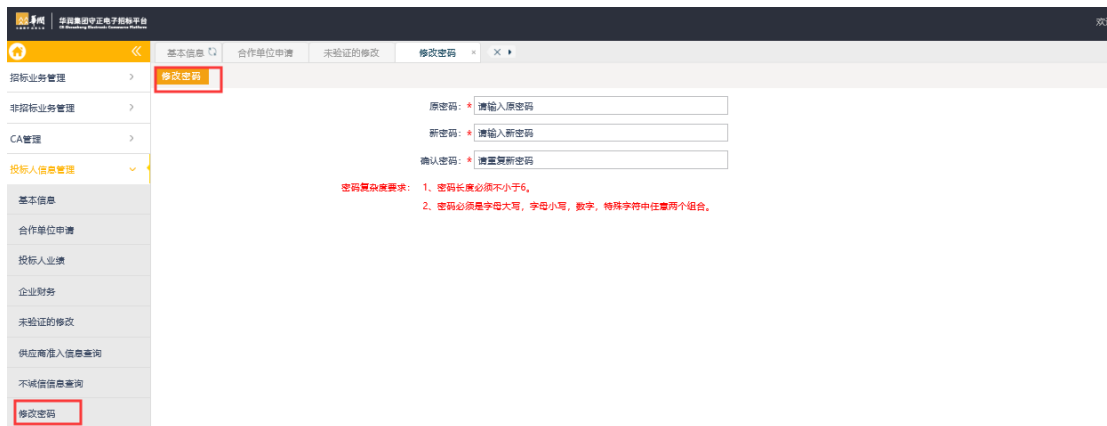 华润集团守正电子招标平台
欢
基本信息
合作单位申请
未验证的修改
修改密码 ×
招标业务管理
非招标业务管理
CA管理
投标人信息管理
基本信息
合作单位申请
投标人业绩
企业财务
未验证的修改
供应商准入信息查询
不诚信信息查询
修改密码
修改密码
原密码：* 请输入原密码
新密码：* 请输入新密码
确认密码：* 请重复新密码
密码复杂度要求： 1、密码长度必须不小于6。
2、密码必须是字母大写，字母小写，数字，特殊字符中任意两个组合。